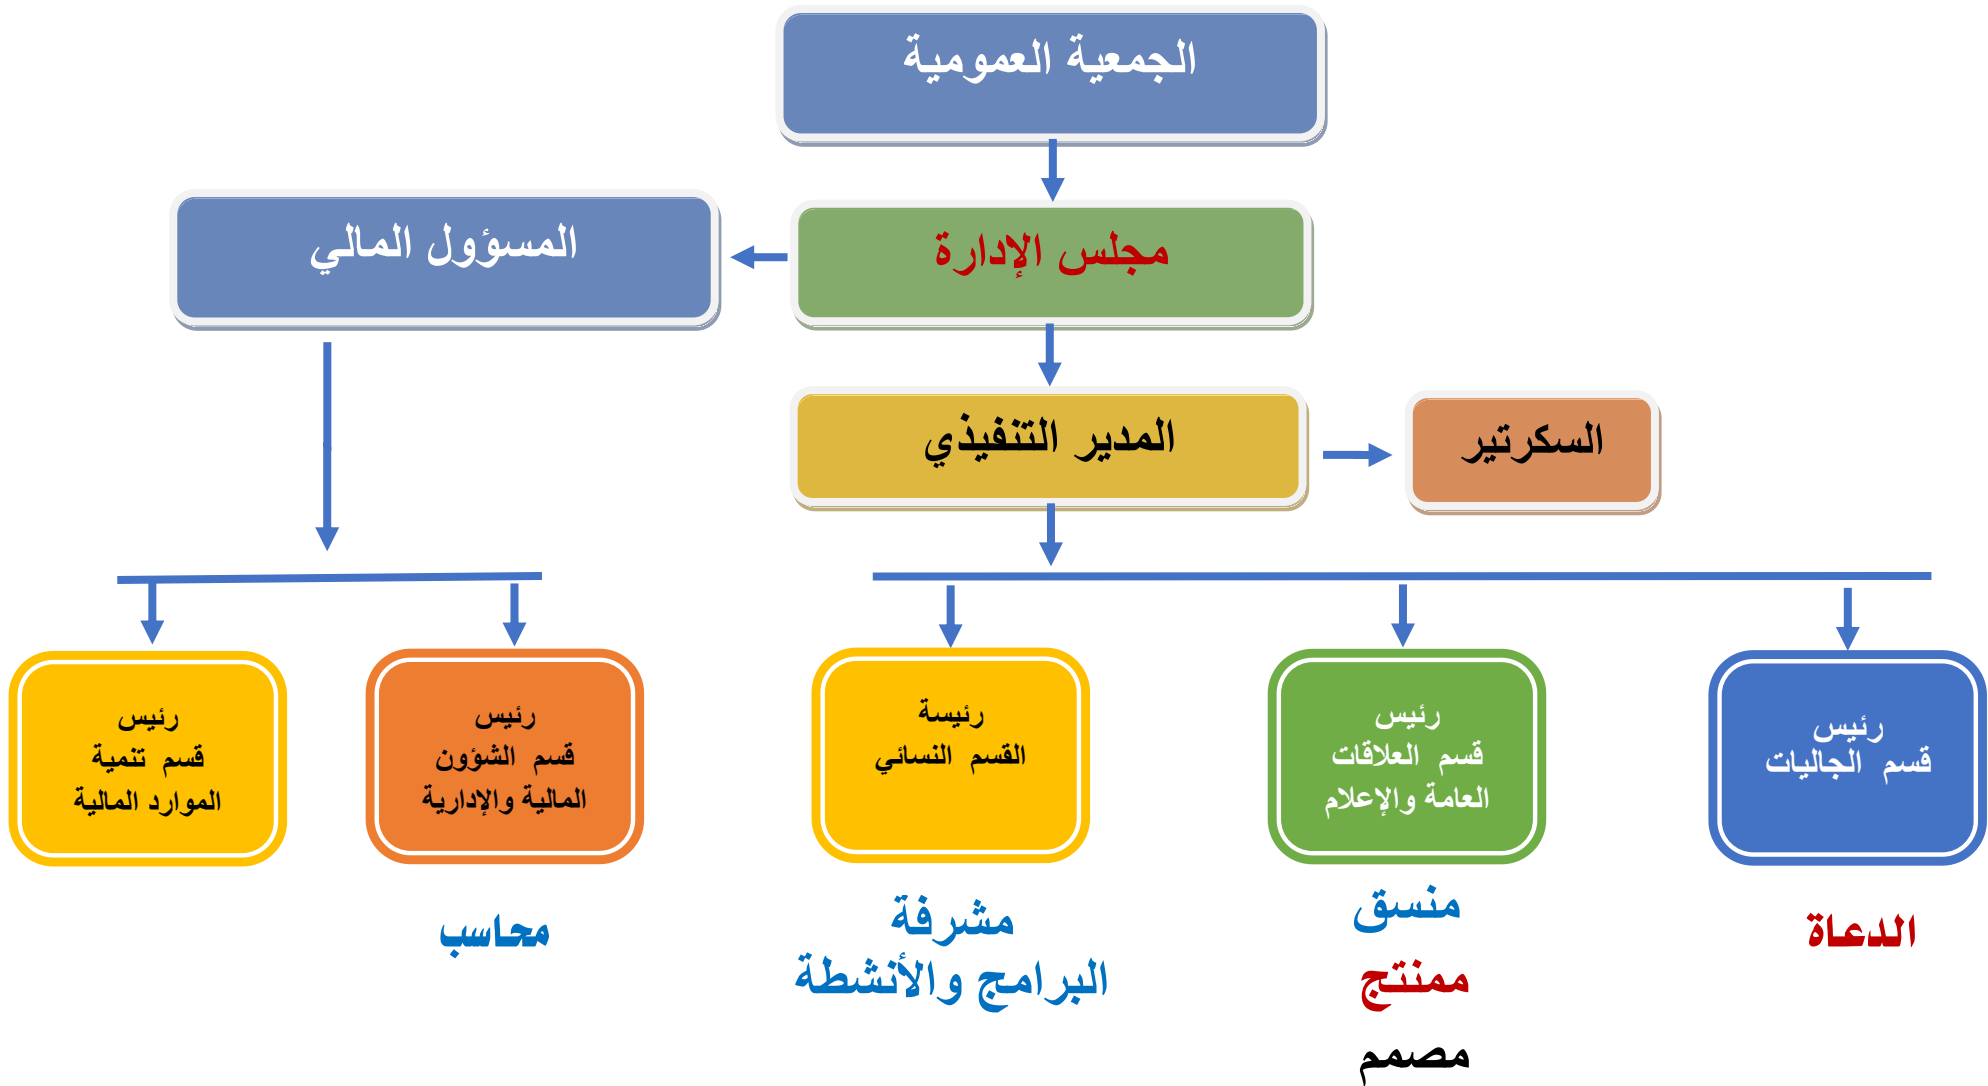 الجمعية العمومية
مجلس الإدارة
المسؤول المالي
المدير التنفيذي
السكرتير
رئيس
قسم الجاليات
رئيس
قسم العلاقات
العامة والإعلام
رئيسة
القسم النسائي
رئيس
قسم الشؤون
المالية والإدارية
رئيس
قسم تنمية
الموارد المالية
الدعاة
منسق
ممنتج
مصمم
مشرفة
البرامج والأنشطة
محاسب